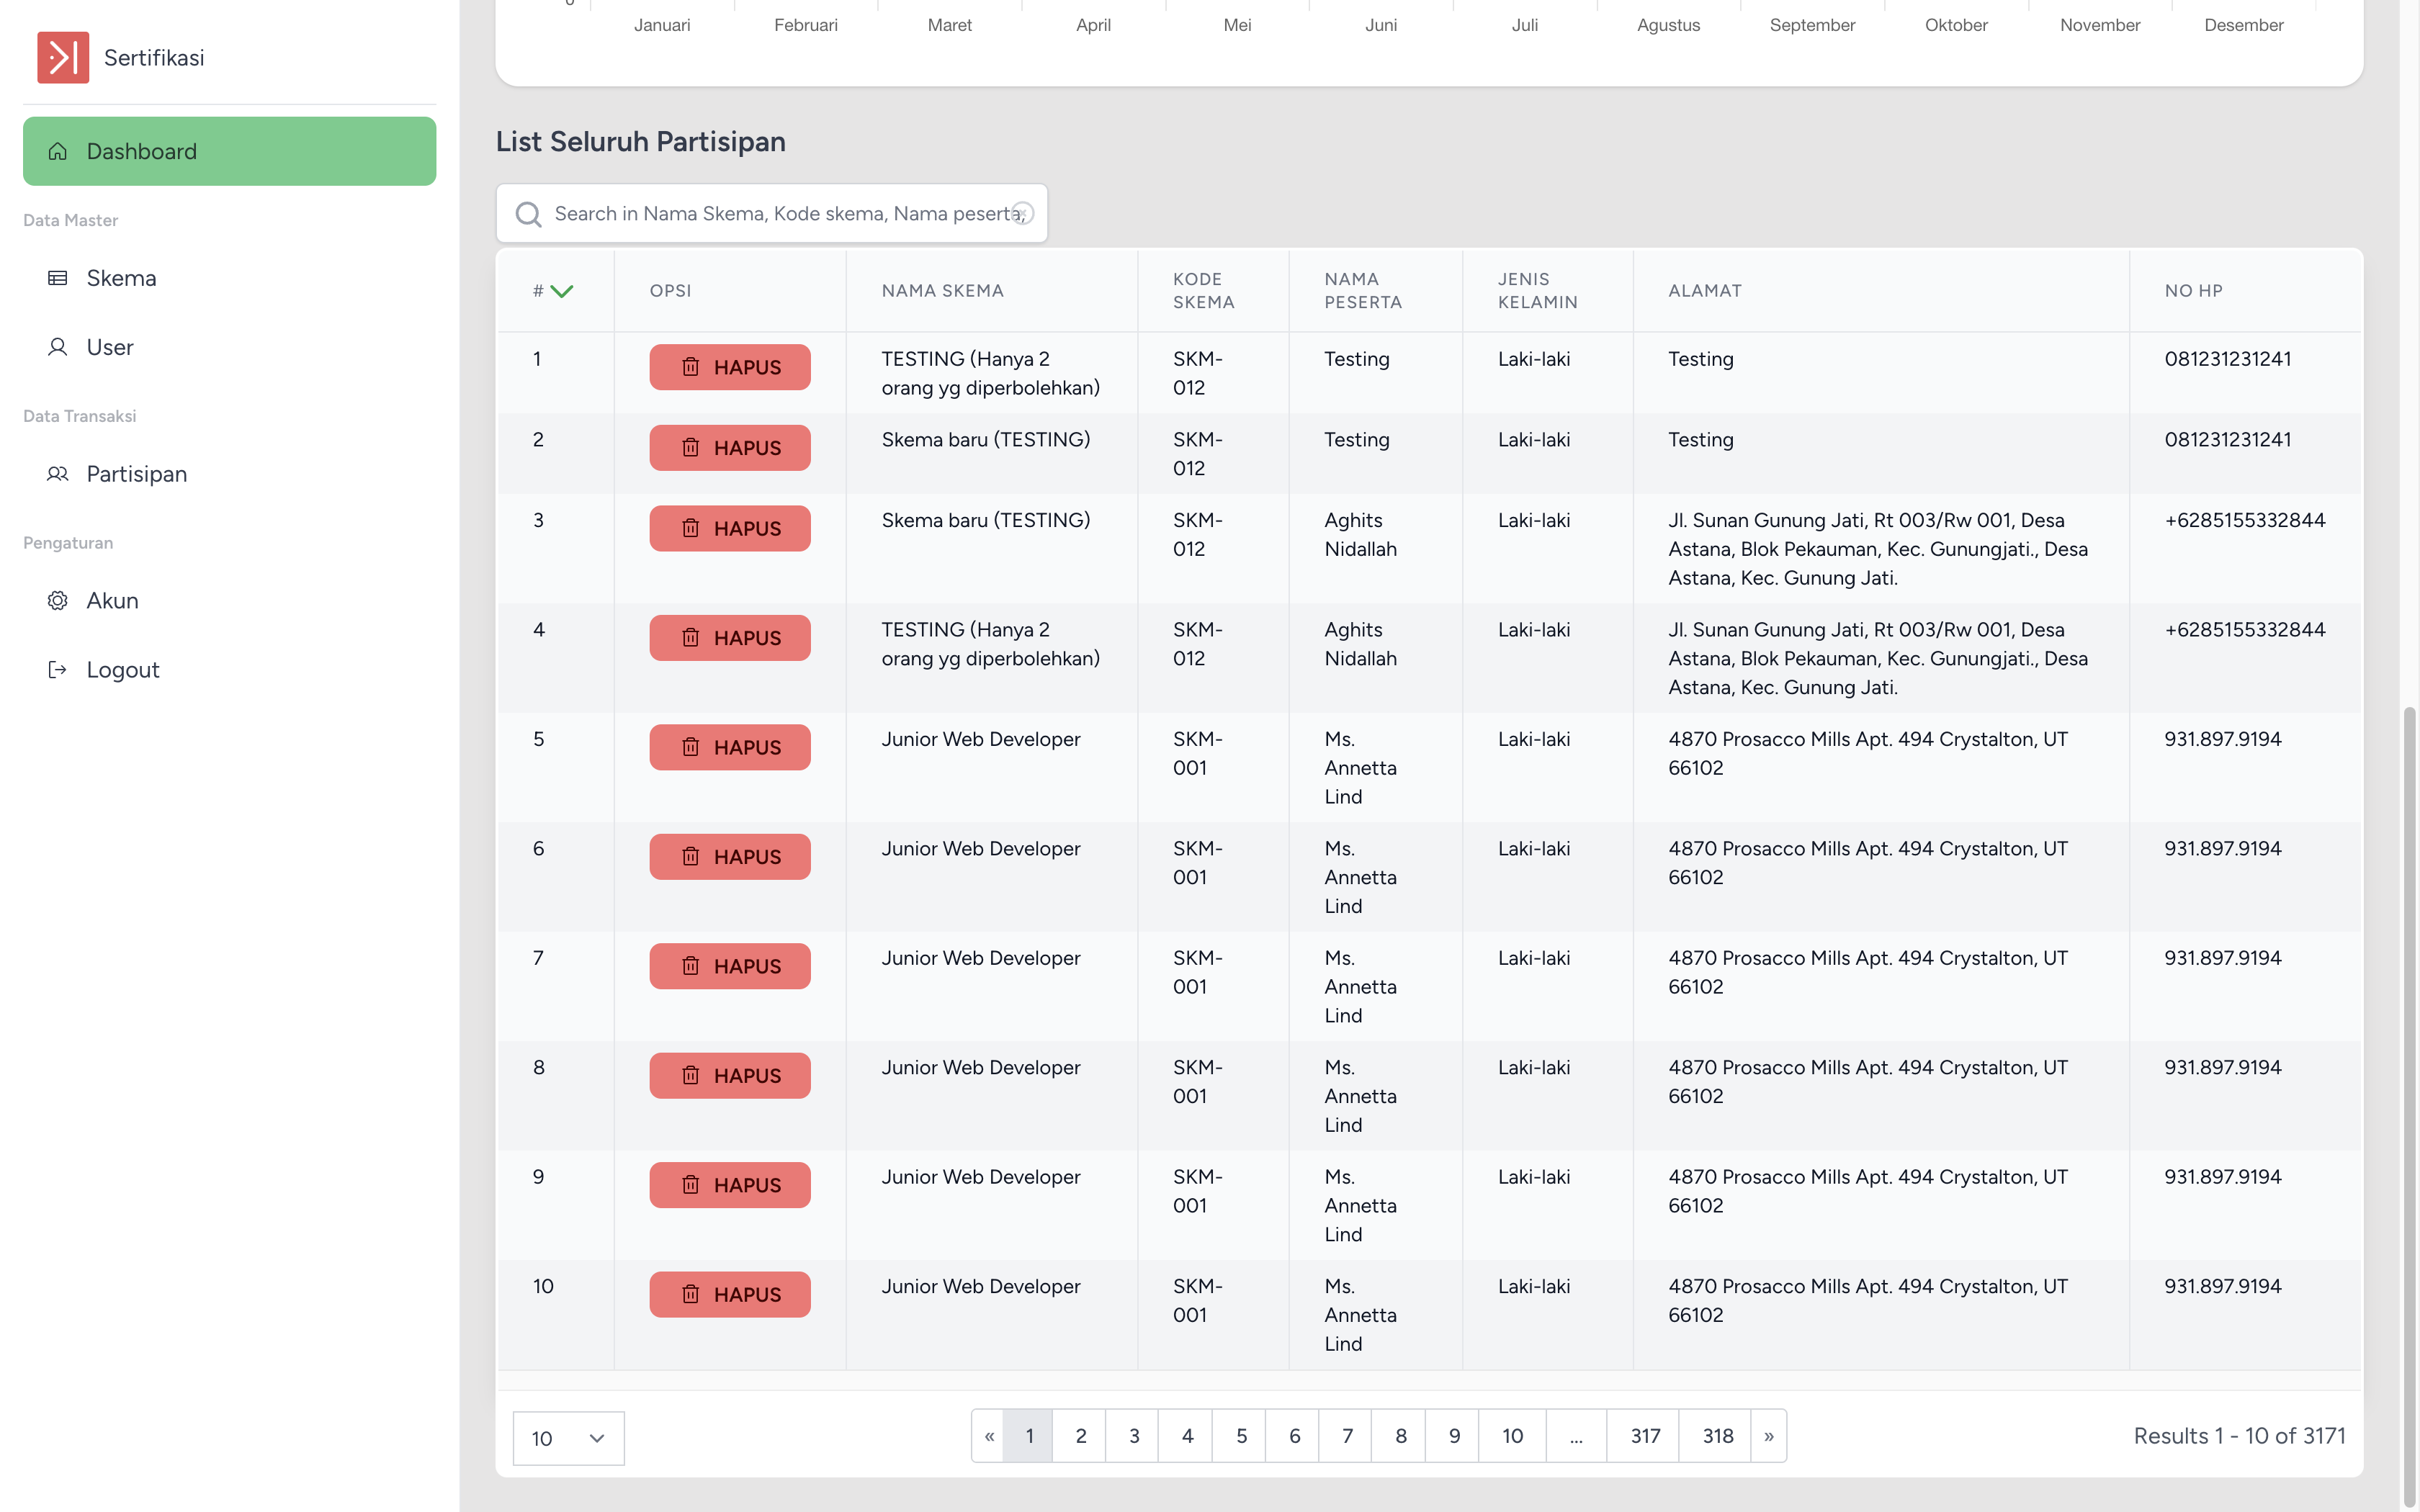 Sertifikasi
Dashboard
Data Master
Skema
User
Data Transaksi
Partisipan
Pengaturan
Akun
Logout
Januari Februari Maret April Mei Juni Juli Agustus September Oktober November Desember
List Seluruh Partisipan
Search in Nama Skema, Kode skema, Nama peserta,
# OPSI NAMA SKEMA KODE SKEMA NAMA PESERTA JENIS KELAMIN ALAMAT NO HP
1 HAPUS TESTING (Hanya 2 orang yg diperbolehkan) SKM-012 Testing Laki-laki Testing 081231231241
2 HAPUS Skema baru (TESTING) SKM-012 Testing Laki-laki Testing 081231231241
3 HAPUS Skema baru (TESTING) SKM-012 Aghits Nidallah Laki-laki Jl. Sunan Gunung Jati, Rt 003/Rw 001, Desa Astana, Blok Pekauman, Kec. Gunungjati., Desa Astana, Kec. Gunung Jati. +6285155332844
4 HAPUS TESTING (Hanya 2 orang yg diperbolehkan) SKM-012 Aghits Nidallah Laki-laki Jl. Sunan Gunung Jati, Rt 003/Rw 001, Desa Astana, Blok Pekauman, Kec. Gunungjati., Desa Astana, Kec. Gunung Jati. +6285155332844
5 HAPUS Junior Web Developer SKM-001 Ms. Annetta Lind Laki-laki 4870 Prosacco Mills Apt. 494 Crystalton, UT 66102 931.897.9194
6 HAPUS Junior Web Developer SKM-001 Ms. Annetta Lind Laki-laki 4870 Prosacco Mills Apt. 494 Crystalton, UT 66102 931.897.9194
7 HAPUS Junior Web Developer SKM-001 Ms. Annetta Lind Laki-laki 4870 Prosacco Mills Apt. 494 Crystalton, UT 66102 931.897.9194
8 HAPUS Junior Web Developer SKM-001 Ms. Annetta Lind Laki-laki 4870 Prosacco Mills Apt. 494 Crystalton, UT 66102 931.897.9194
9 HAPUS Junior Web Developer SKM-001 Ms. Annetta Lind Laki-laki 4870 Prosacco Mills Apt. 494 Crystalton, UT 66102 931.897.9194
10 HAPUS Junior Web Developer SKM-001 Ms. Annetta Lind Laki-laki 4870 Prosacco Mills Apt. 494 Crystalton, UT 66102 931.897.9194
10 « 1 2 3 4 5 6 7 8 9 10 ... 317 318 » Results 1 - 10 of 3171